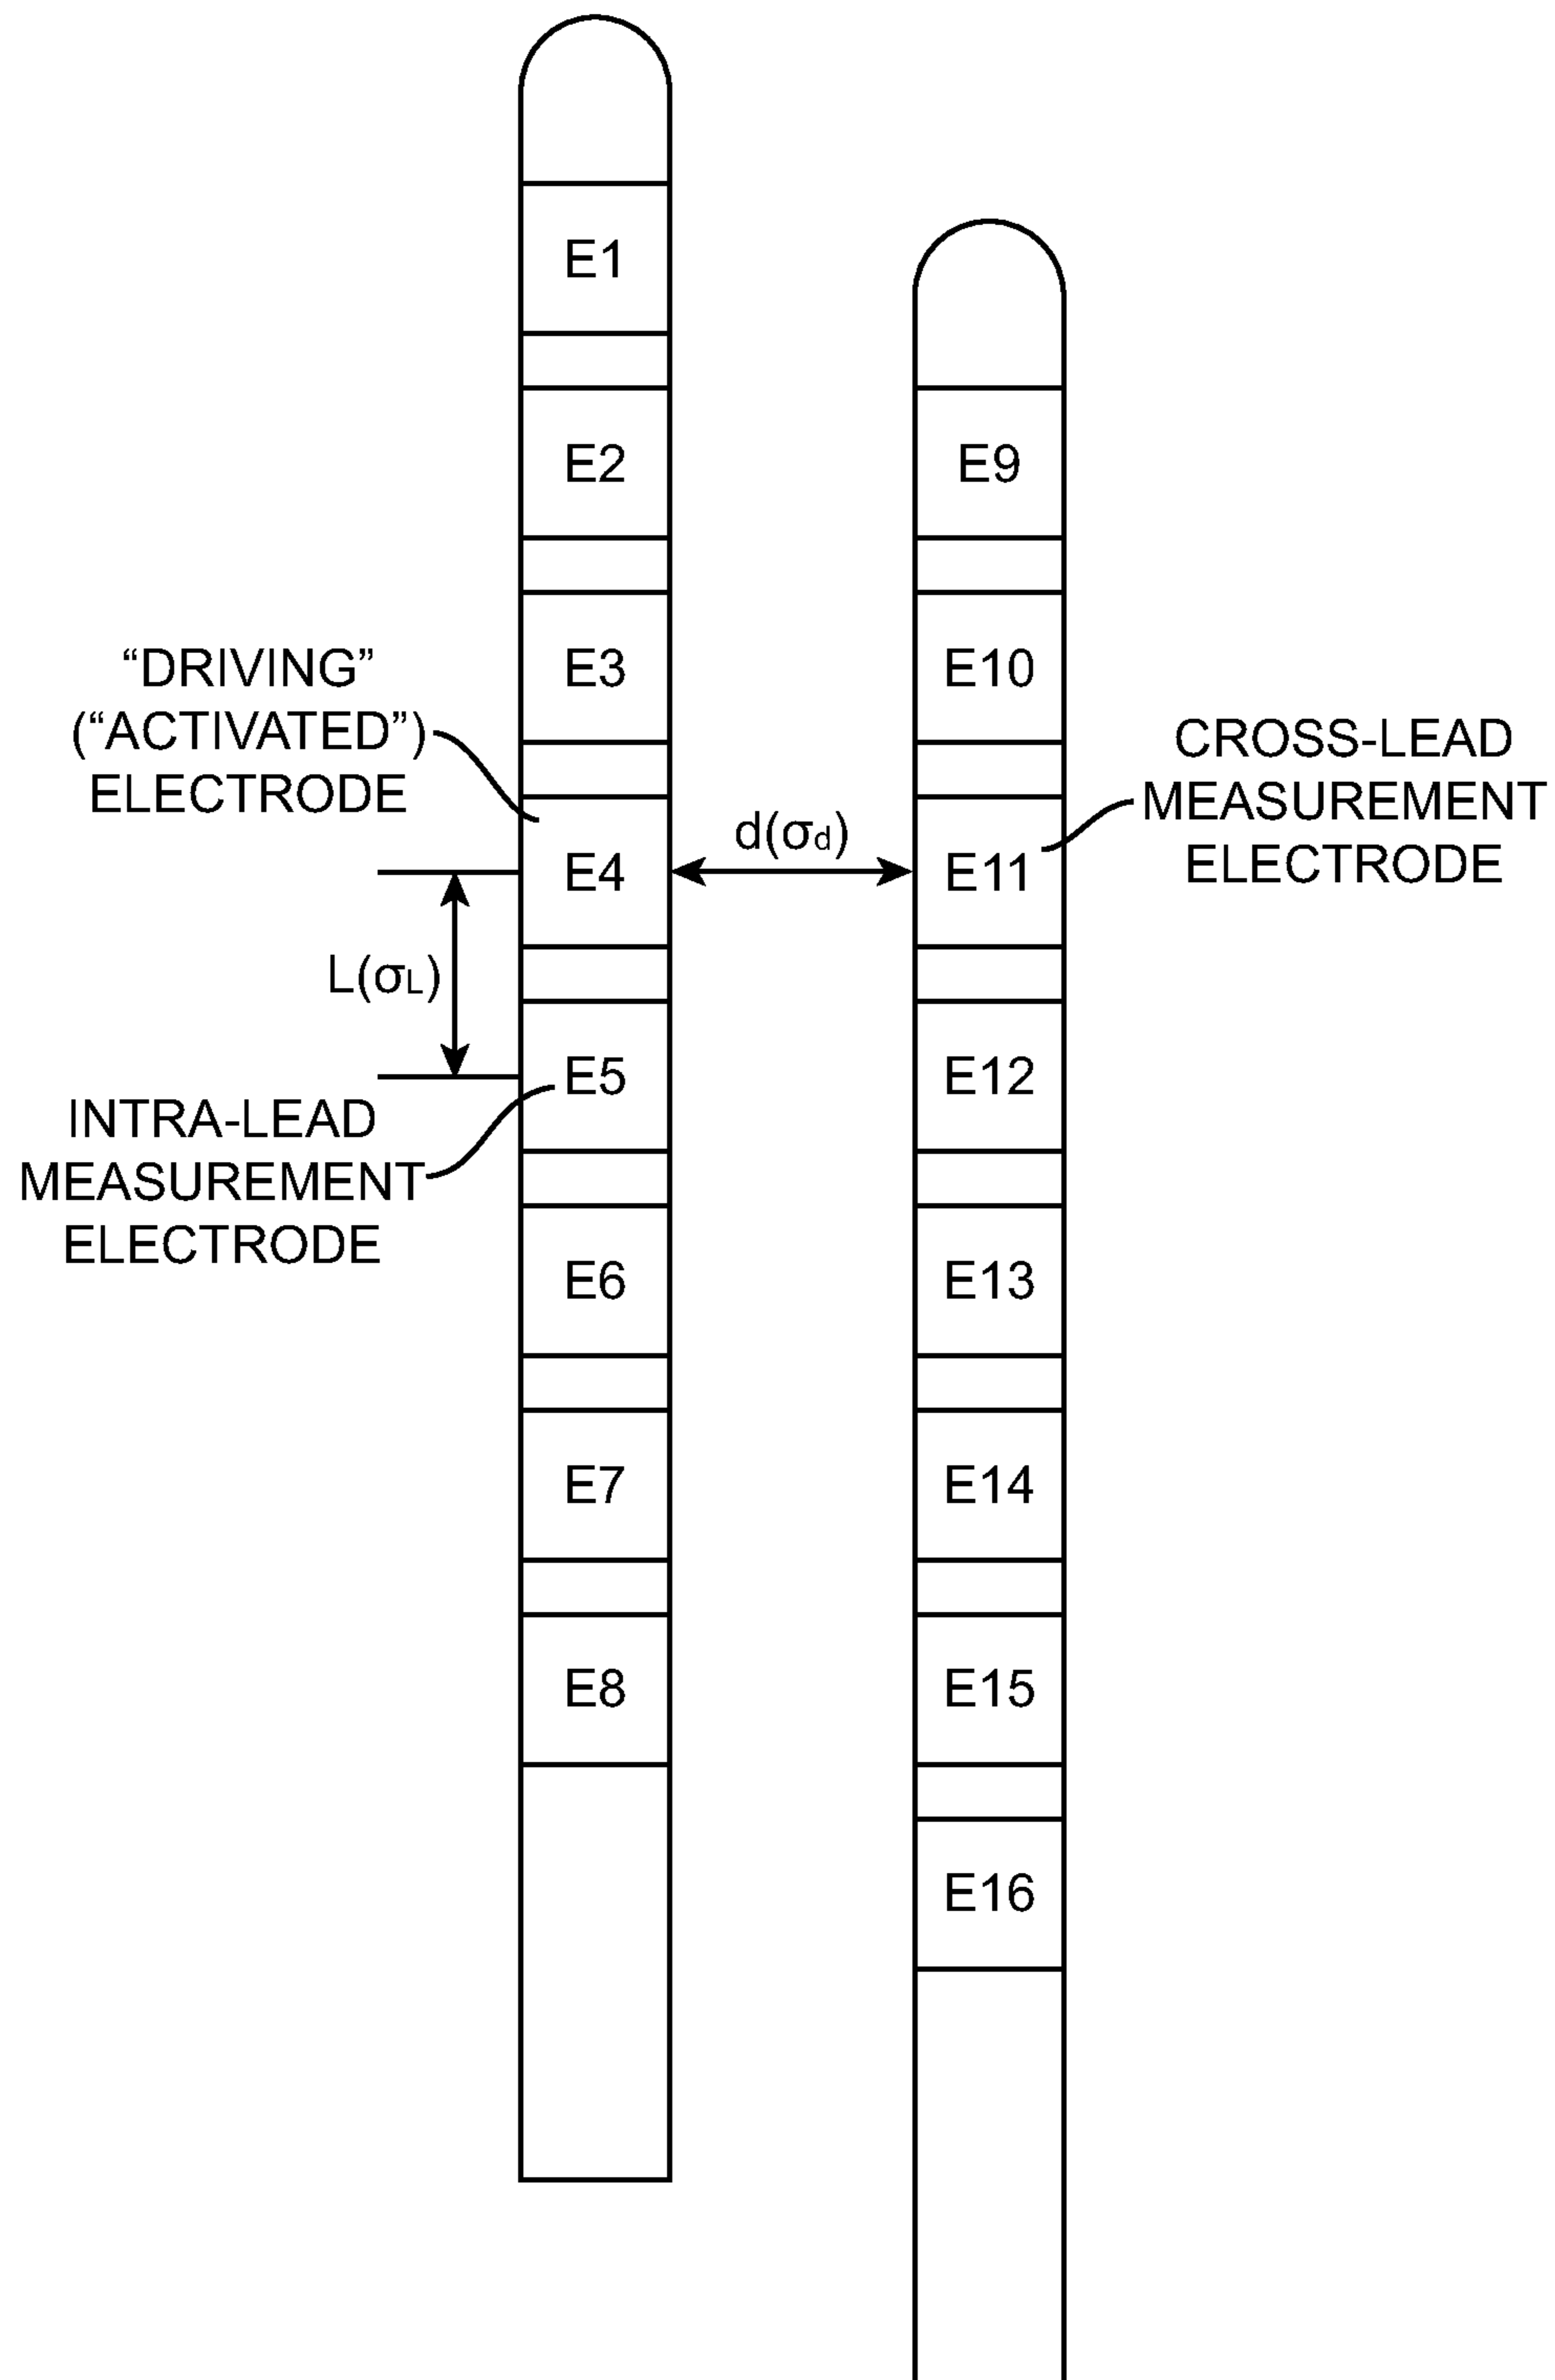 E1
E2
E9
E3
E10
“DRIVING”
(“ACTIVATED”)
ELECTRODE
CROSS-LEAD
MEASUREMENT
ELECTRODE
d(σd)
E4
E11
L(σL)
E5
E12
INTRA-LEAD
MEASUREMENT
ELECTRODE
E6
E13
E7
E14
E8
E15
E16